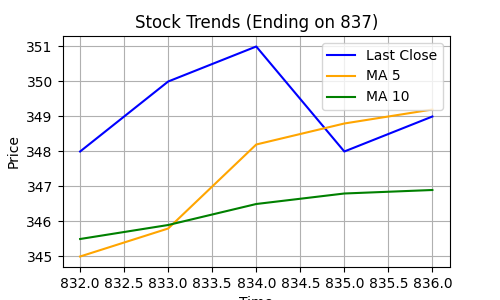 Stock Trends (Ending on 837)
Last Close
MA 5
MA 10
Price
351
350
349
348
347
346
345
832.0 832.5 833.0 833.5 834.0 834.5 835.0 835.5 836.0
Time